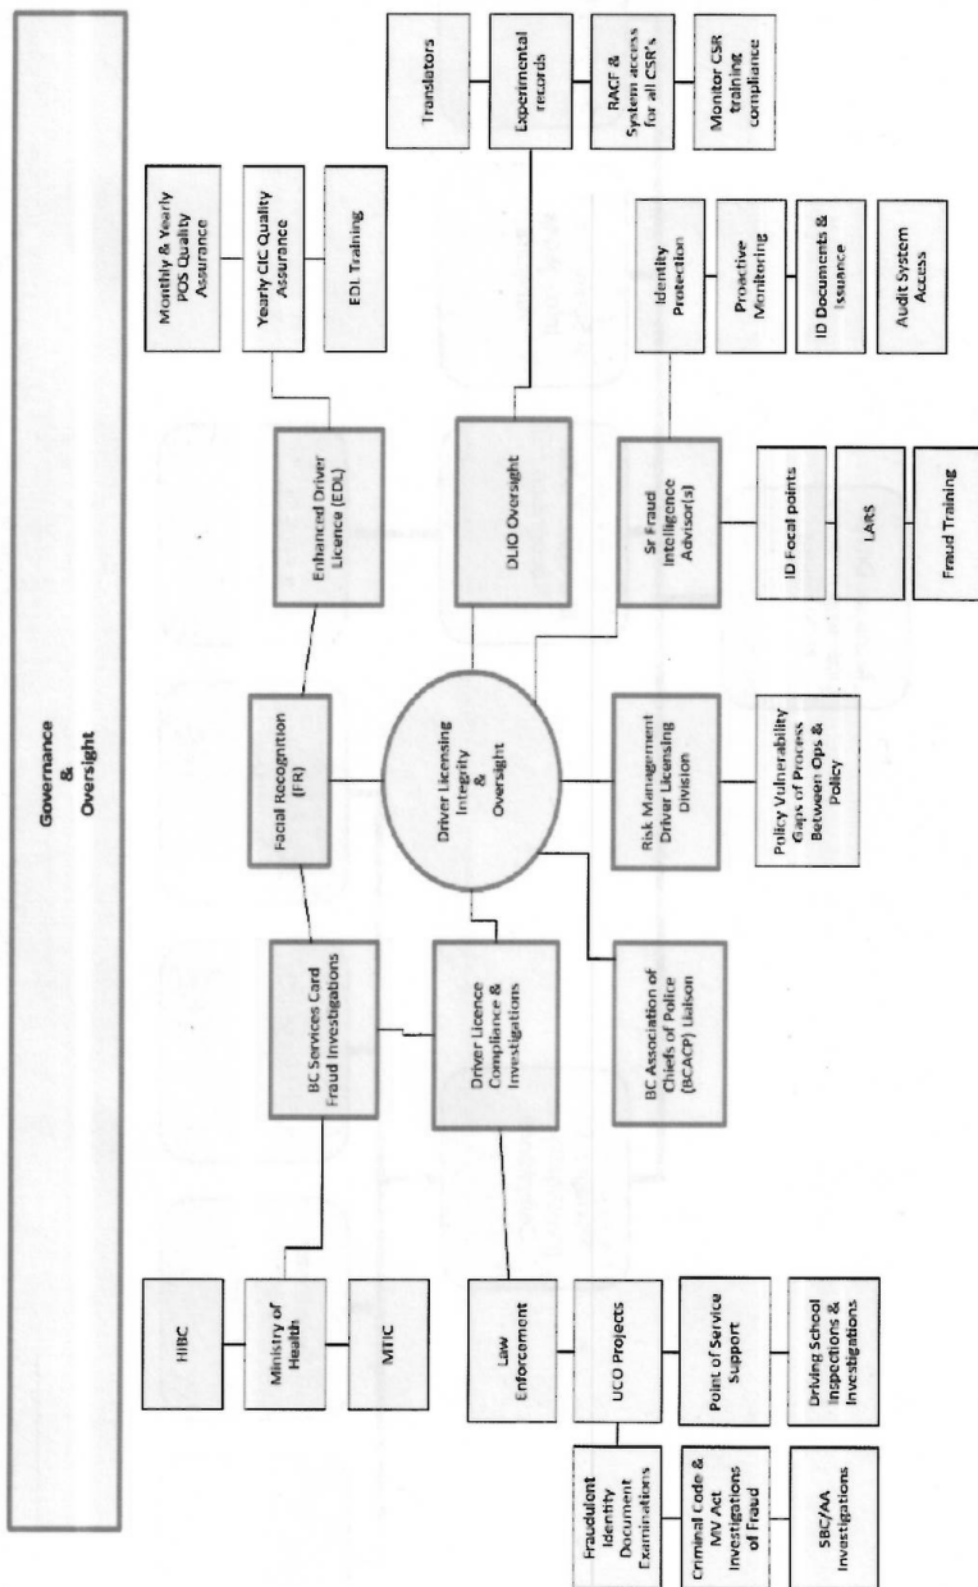 Governance
&
Oversight
HIBC
Ministry of
Health
MTIC
BC Services Card
Fraud Investigations
Facial Recognition
(FR)
Enhanced Driver
Licence (EDL)
Monthly & Yearly
POS Quality
Assurance
Yearly CIC Quality
Assurance
EDL Training
Law
Enforcement
UCO Projects
Point of Service
Support
Driving School
Inspections &
Investigations
Fraudulent
Identity
Document
Examinations
Criminal Code &
MV Act
Investigations
of Fraud
SBC/AA
Investigations
Driver Licence
Compliance &
Investigations
Driver Licensing
Integrity
&
Oversight
DLIO Oversight
Translators
Experimental
records
RACF &
System access
for all CSR's
Monitor CSR
training
compliance
BC Association of
Chiefs of Police
(BCACP) Liaison
Risk Management
Driver Licensing
Division
Policy Vulnerability
Gaps of Process
Between Ops &
Policy
Sr Fraud
Intelligence
Advisor(s)
ID Focal points
LARS
Fraud Training
Identity
Protection
Proactive
Monitoring
ID Documents &
Issuance
Audit System
Access